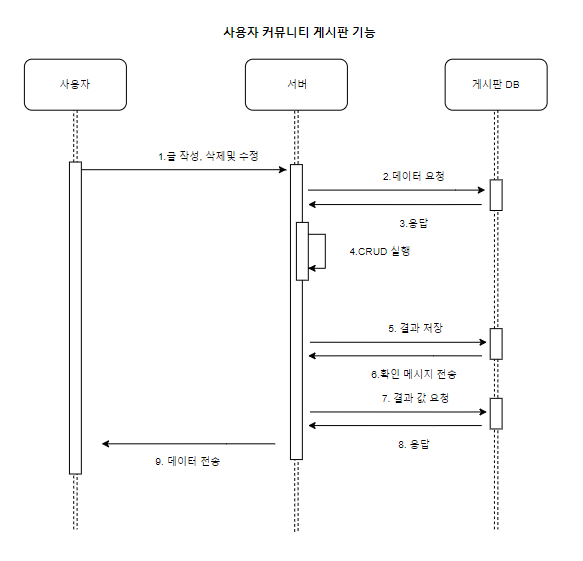 사용자 커뮤니티 게시판 기능
사용자
서버
게시판 DB
1.글 작성, 삭제및 수정
2.데이터 요청
3.응답
4.CRUD 실행
5. 결과 저장
6.확인 메시지 전송
7. 결과 값 요청
8. 응답
9. 데이터 전송